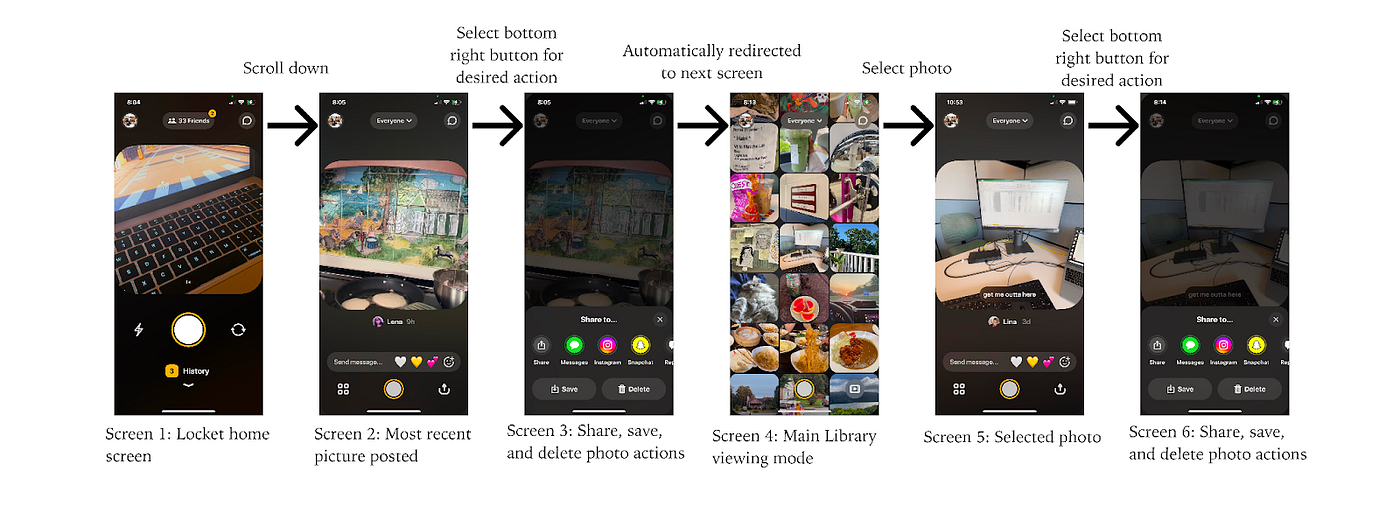 Scroll down
Select bottom
right button for
desired action
Automatically redirected
to next screen
Select photo
Select bottom
right button for
desired action
8:04
33 Friends
2
3
History
Screen 1: Locket home
screen
8:05
Everyone
Lena 9h
Send message...
Screen 2: Most recent
picture posted
8:05
Everyone
Share to...
Share
Messages
Instagram
Snapchat
Save
Delete
Screen 3: Share, save,
and delete photo actions
8:13
Everyone
Screen 4: Main Library
viewing mode
10:53
Everyone
get me outta here
Lina 3d
Send message...
Screen 5: Selected photo
8:14
Everyone
get me outta here
Share to...
Share
Messages
Instagram
Snapchat
Save
Delete
Screen 6: Share, save,
and delete photo actions